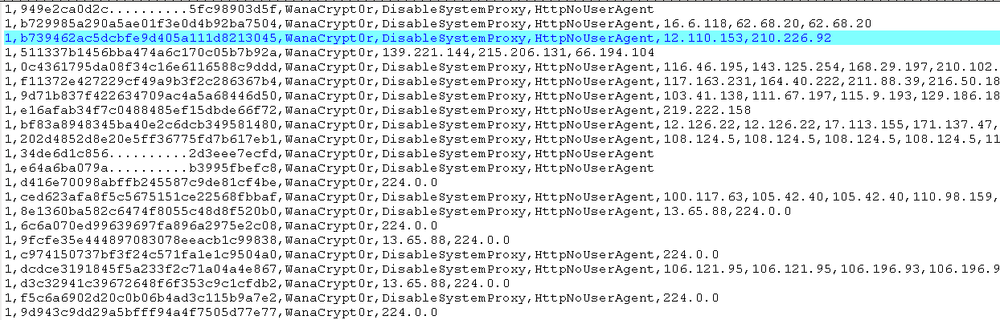 1,949e2ca0d2c..........5fc98903d5f,WanaCrypt0r,DisableSystemProxy,HttpNoUserAgent
1,b729985a290a5ae01f3e0d4b92ba7504,WanaCrypt0r,DisableSystemProxy,HttpNoUserAgent,16.6.118,62.68.20,62.68.20
1,b739462ac5dcbfe9d405a111d8213045,WanaCrypt0r,DisableSystemProxy,HttpNoUserAgent,12.110.153,210.226.92
1,511337b1456bba474a6c170c05b7b92a,WanaCrypt0r,139.221.144,215.206.131,66.194.104
1,0c4361795da08f34c16e6116588c9ddd,WanaCrypt0r,DisableSystemProxy,HttpNoUserAgent,116.46.195,143.125.254,168.29.197,210.102.
1,f11372e427229cf49a9b3f2c286367b4,WanaCrypt0r,DisableSystemProxy,HttpNoUserAgent,117.163.231,164.40.222,211.88.39,216.50.18
1,9d71b837f422634709ac4a5a68446d50,WanaCrypt0r,DisableSystemProxy,HttpNoUserAgent,103.41.138,111.67.197,115.9.193,129.186.18
1,e16afab34f7c0488485ef15dbde66f72,WanaCrypt0r,DisableSystemProxy,HttpNoUserAgent,219.222.158
1,bf83a8948345ba40e2c6dcb349581480,WanaCrypt0r,DisableSystemProxy,HttpNoUserAgent,12.126.22,12.126.22,17.113.155,171.137.47,
1,202d4852d8e20e5ff36775fd7b617eb1,WanaCrypt0r,DisableSystemProxy,HttpNoUserAgent,108.124.5,108.124.5,108.124.5,108.124.5,11
1,34de6d1c856..........2d3eee7ecfd,WanaCrypt0r,DisableSystemProxy,HttpNoUserAgent
1,e64a6ba079a..........b3995fbefc8,WanaCrypt0r,DisableSystemProxy,HttpNoUserAgent
1,d416e70098abffb245587c9de81cf4be,WanaCrypt0r,224.0.0
1,ced623afa8f5c5675151ce22568fbbaf,WanaCrypt0r,DisableSystemProxy,HttpNoUserAgent,100.117.63,105.42.40,105.42.40,110.98.159,
1,8e1360ba582c6474f8055c48d8f520b0,WanaCrypt0r,DisableSystemProxy,HttpNoUserAgent,13.65.88,224.0.0
1,6c6a070ed99639697fa896a2975e2c08,WanaCrypt0r,224.0.0
1,9fcfe35e444897083078eeacb1c99838,WanaCrypt0r,13.65.88,224.0.0
1,c974150737bf3f24c571fa1e1c9504a0,WanaCrypt0r,DisableSystemProxy,HttpNoUserAgent,224.0.0
1,dcdce3191845f5a233f2c71a04a4e867,WanaCrypt0r,DisableSystemProxy,HttpNoUserAgent,106.121.95,106.121.95,106.196.93,106.196.9
1,d3c32941c39672648f6f353c9c1cfdb2,WanaCrypt0r,13.65.88,224.0.0
1,f5c6a6902d20c0b06b4ad3c115b9a7e2,WanaCrypt0r,DisableSystemProxy,HttpNoUserAgent,224.0.0
1,9d943c9dd29a5bfff94a4f7505d77e77,WanaCrypt0r,224.0.0